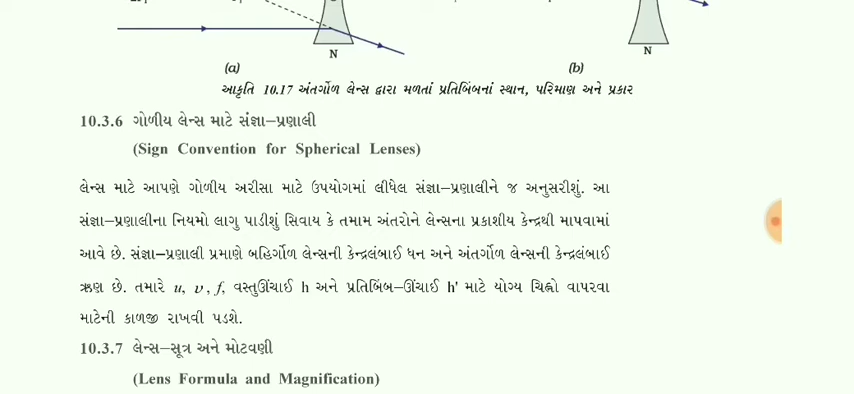 N
N
(a)
(b)
આકૃતિ 10.17 અંતર્ગોળ લેન્સ દ્વારા મળતાં પ્રતિબિંબનાં સ્થાન, પરિમાણ અને પ્રકાર
10.3.6 ગોળીય લેન્સ માટે સંજ્ઞા–પ્રણાલી
(Sign Convention for Spherical Lenses)
લેન્સ માટે આપણે ગોળીય અરીસા માટે ઉપયોગમાં લીધેલ સંજ્ઞા–પ્રણાલીને જ અનુસરીશું. આ
સંજ્ઞા–પ્રણાલીના નિયમો લાગુ પાડીશું સિવાય કે તમામ અંતરોને લેન્સના પ્રકાશીય કેન્દ્રથી માપવામાં
આવે છે. સંજ્ઞા–પ્રણાલી પ્રમાણે બહિર્ગોળ લેન્સની કેન્દ્રલંબાઈ ધન અને અંતર્ગોળ લેન્સની કેન્દ્રલંબાઈ
ઋણ છે. તમારે u, v, f, વસ્તુઊંચાઈ h અને પ્રતિબિંબ–ઊંચાઈ h' માટે યોગ્ય ચિહ્નો વાપરવા
માટેની કાળજી રાખવી પડશે.
10.3.7 લેન્સ–સૂત્ર અને મોટવણી
(Lens Formula and Magnification)